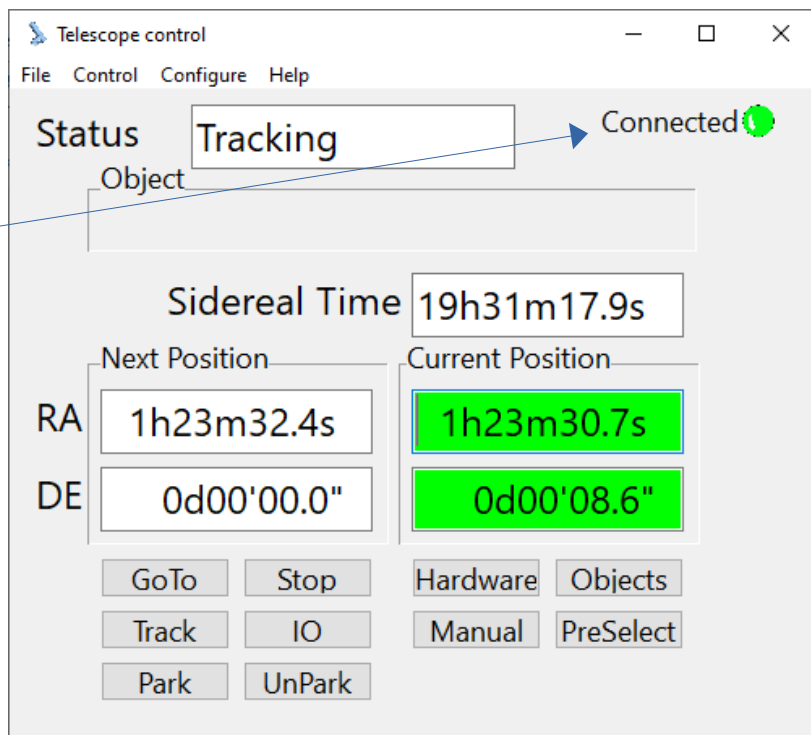 Telescope control
File Control Configure Help
Status Tracking Connected
Object
Sidereal Time 19h31m17.9s
Next Position Current Position
RA 1h23m32.4s 1h23m30.7s
DE 0d00'00.0" 0d00'08.6"
GoTo Stop Hardware Objects
Track IO Manual PreSelect
Park UnPark